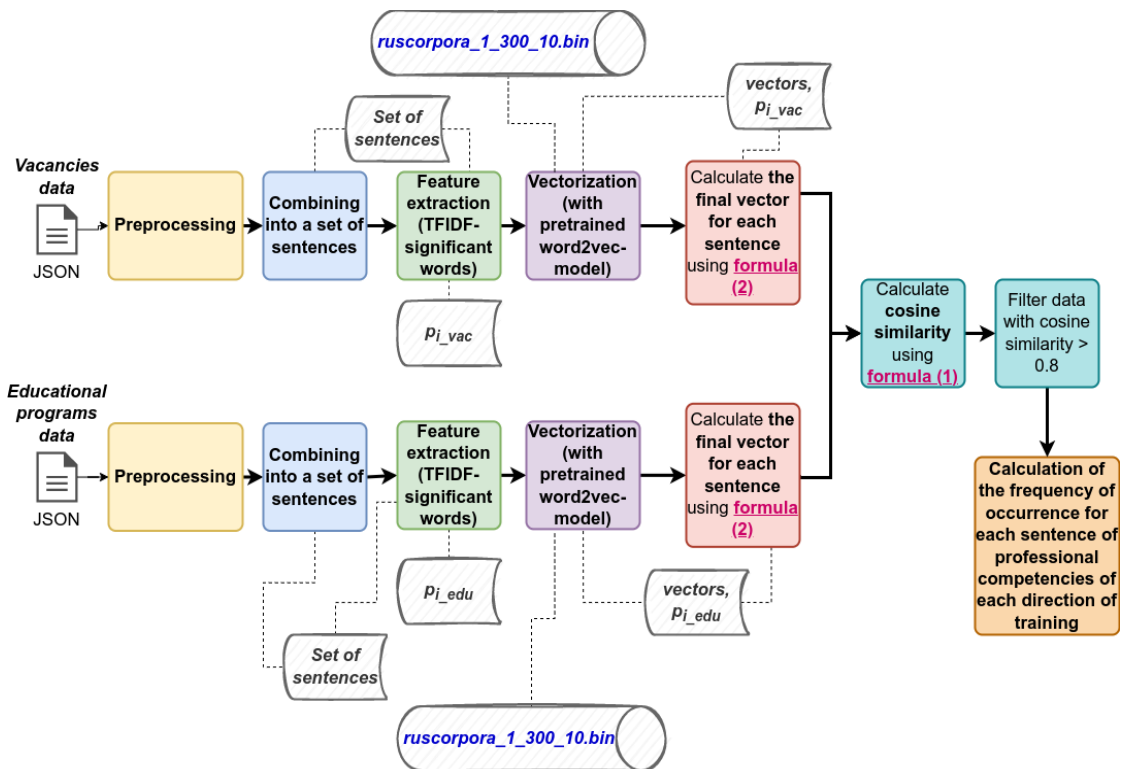 ruscorpora_1_300_10.bin
vectors,
p_i_vac
Set of
sentences
Vacancies
data
JSON
Preprocessing
Combining
into a set of
sentences
Feature
extraction
(TFIDF-
significant
words)
Vectorization
(with
pretrained
word2vec-
model)
Calculate the
final vector
for each
sentence
using formula
(2)
p_i_vac
Calculate
cosine
similarity
using
formula (1)
Filter data
with cosine
similarity >
0.8
Educational
programs
data
JSON
Preprocessing
Combining
into a set of
sentences
Feature
extraction
(TFIDF-
significant
words)
Vectorization
(with
pretrained
word2vec-
model)
Calculate the
final vector
for each
sentence
using formula
(2)
Calculation of
the frequency of
occurrence for
each sentence of
professional
competencies of
each direction of
training
p_i_edu
vectors,
p_i_edu
Set of
sentences
ruscorpora_1_300_10.bin